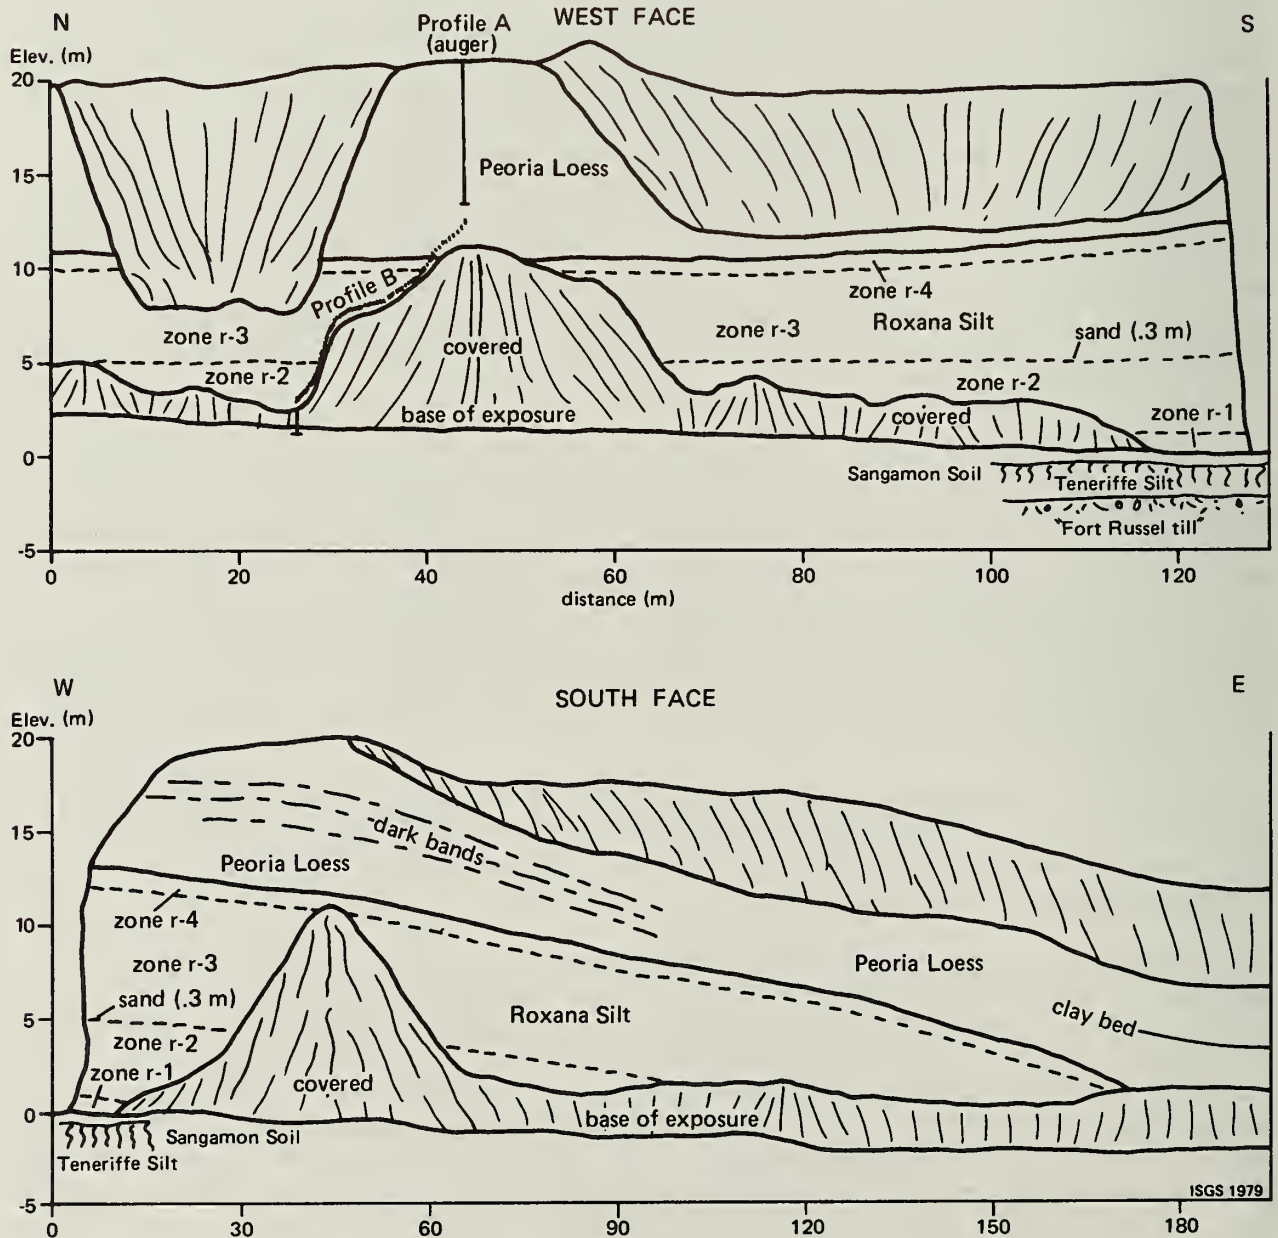 N
Profile A
(auger)
WEST FACE
S
Elev. (m)
20
15
10
5
0
-5
Peoria Loess
Profile B
zone r-4
zone r-3
zone r-3
Roxana Silt
sand (.3 m)
covered
zone r-2
zone r-2
base of exposure
covered
zone r-1
Sangamon Soil
Teneriffe Silt
"Fort Russel till"
0 20 40 60 80 100 120
distance (m)
W
SOUTH FACE
E
Elev. (m)
20
15
10
5
0
-5
dark bands
Peoria Loess
zone r-4
zone r-3
Peoria Loess
sand (.3 m)
Roxana Silt
clay bed
zone r-2
zone r-1
covered
base of exposure
Sangamon Soil
Teneriffe Silt
ISGS 1979
0 30 60 90 120 150 180